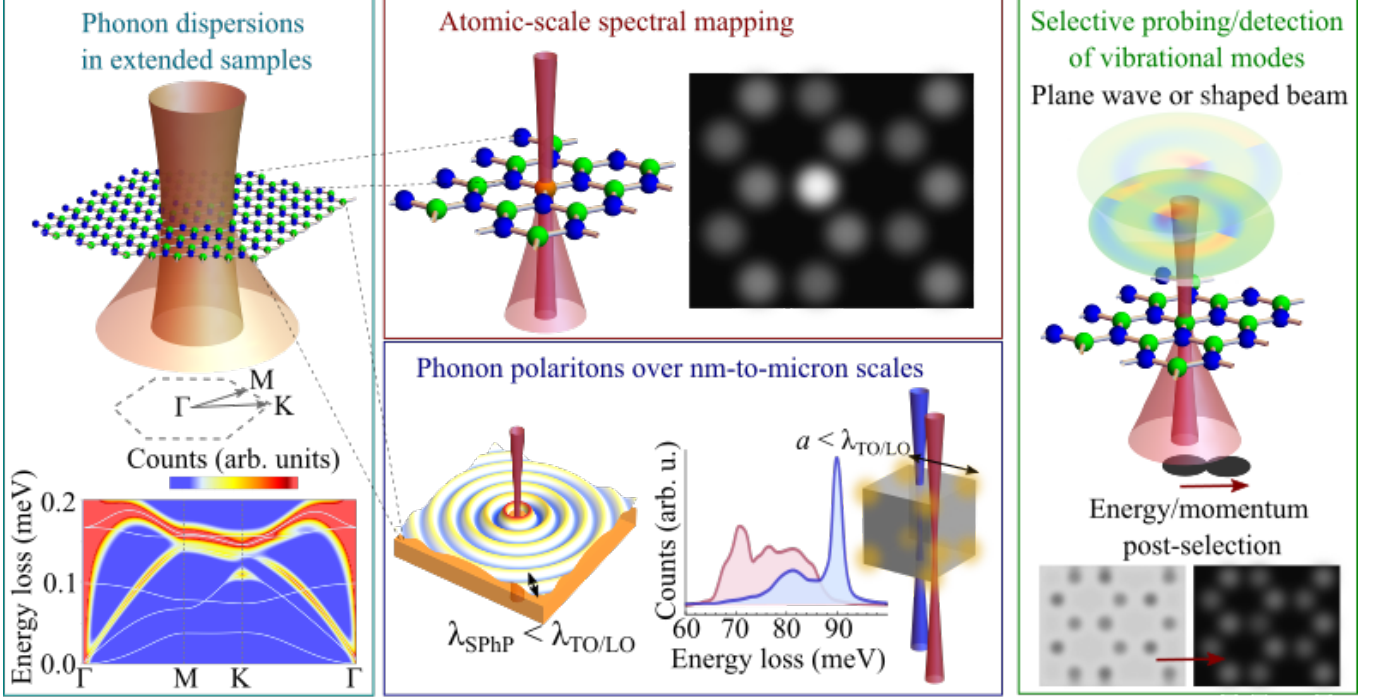 Phonon dispersions
in extended samples
M
Γ
K
Counts (arb. units)
Energy loss (meV)
0.2
0.1
0.0
Γ
M
K
Γ
Atomic-scale spectral mapping
Phonon polaritons over nm-to-micron scales
λSPhP < λTO/LO
a < λTO/LO
Counts (arb. u.)
60
70
80
90
Energy loss (meV)
Selective probing/detection
of vibrational modes
Plane wave or shaped beam
Energy/momentum
post-selection